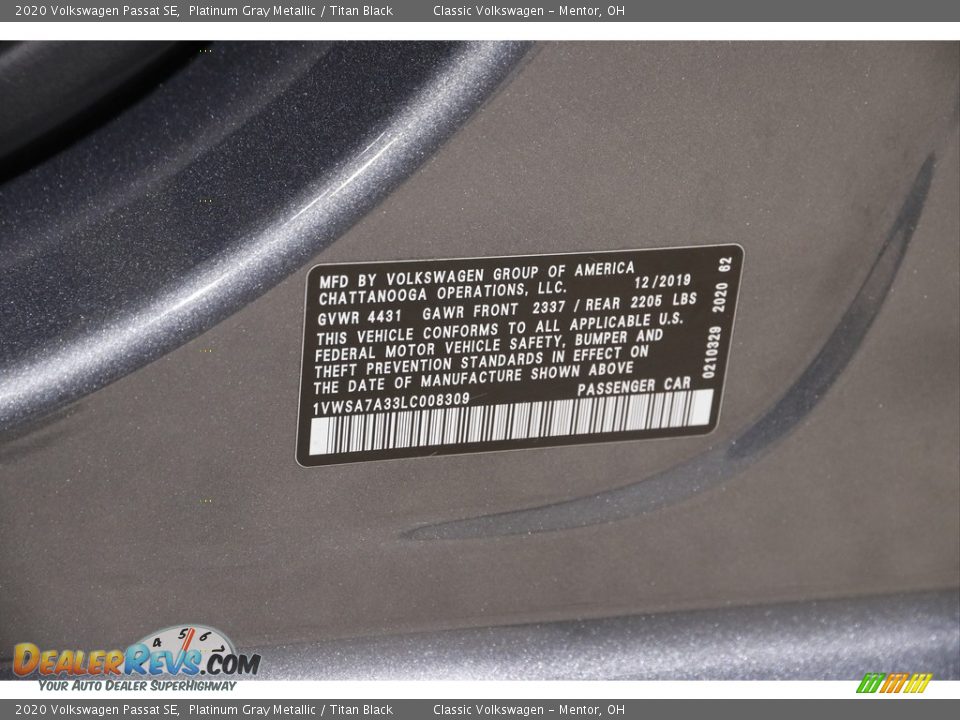 2020 Volkswagen Passat SE,  Platinum Gray Metallic / Titan Black     Classic Volkswagen - Mentor, OH
MFD BY VOLKSWAGEN GROUP OF AMERICA
CHATTANOOGA OPERATIONS, LLC.     12/2019
GVWR 4431  GAWR FRONT 2337 / REAR 2205 LBS
THIS VEHICLE CONFORMS TO ALL APPLICABLE U.S.
FEDERAL MOTOR VEHICLE SAFETY, BUMPER AND
THEFT PREVENTION STANDARDS IN EFFECT ON
THE DATE OF MANUFACTURE SHOWN ABOVE
1VWSA7A33LC008309     PASSENGER CAR
0210329 2020 62
4 5 6
DEALERREVS.COM
YOUR AUTO DEALER SUPERHIGHWAY
2020 Volkswagen Passat SE,  Platinum Gray Metallic / Titan Black     Classic Volkswagen - Mentor, OH